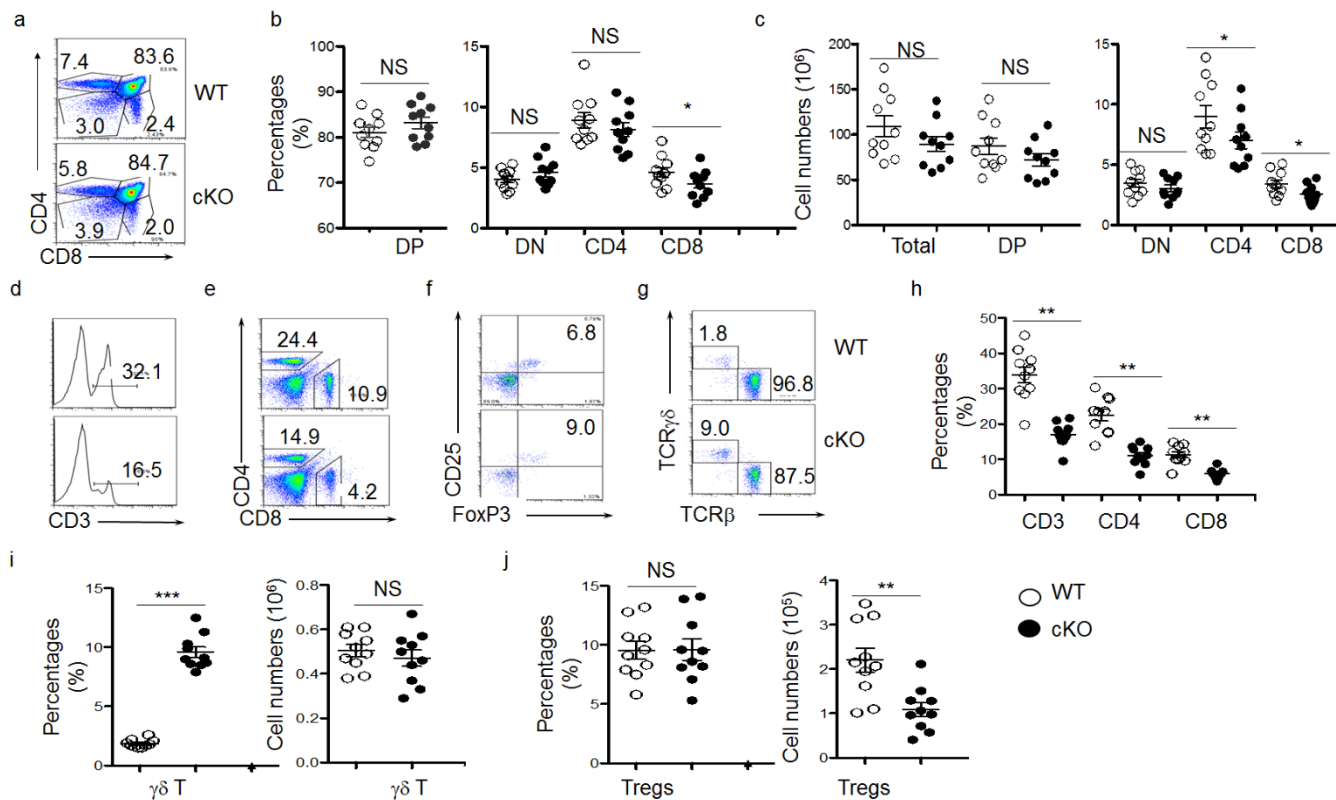 a
7.4
83.6
83.6%
WT
3.0
2.4
5.8
84.7
84.7%
cKO
3.9
2.0
CD4
CD8
b
Percentages
(%)
100
90
80
70
60
NS
DP
15
10
5
0
NS
NS
*
DN
CD4
CD8
c
Cell numbers (10⁶)
200
150
100
50
0
NS
NS
Total
DP
15
10
5
0
NS
*
*
DN
CD4
CD8
d
32.1
16.5
CD3
e
24.4
10.9
14.9
4.2
CD4
CD8
f
6.8
9.0
CD25
FoxP3
g
1.8
96.8
WT
9.0
87.5
cKO
TCRγδ
TCRβ
h
Percentages
(%)
50
40
30
20
10
0
**
**
**
CD3
CD4
CD8
i
Percentages
(%)
15
10
5
0
***
γδ T
Cell numbers (10⁶)
0.8
0.6
0.4
0.2
0.0
NS
γδ T
j
Percentages
(%)
15
10
5
0
NS
Tregs
Cell numbers (10⁵)
4
3
2
1
0
**
Tregs
WT
cKO